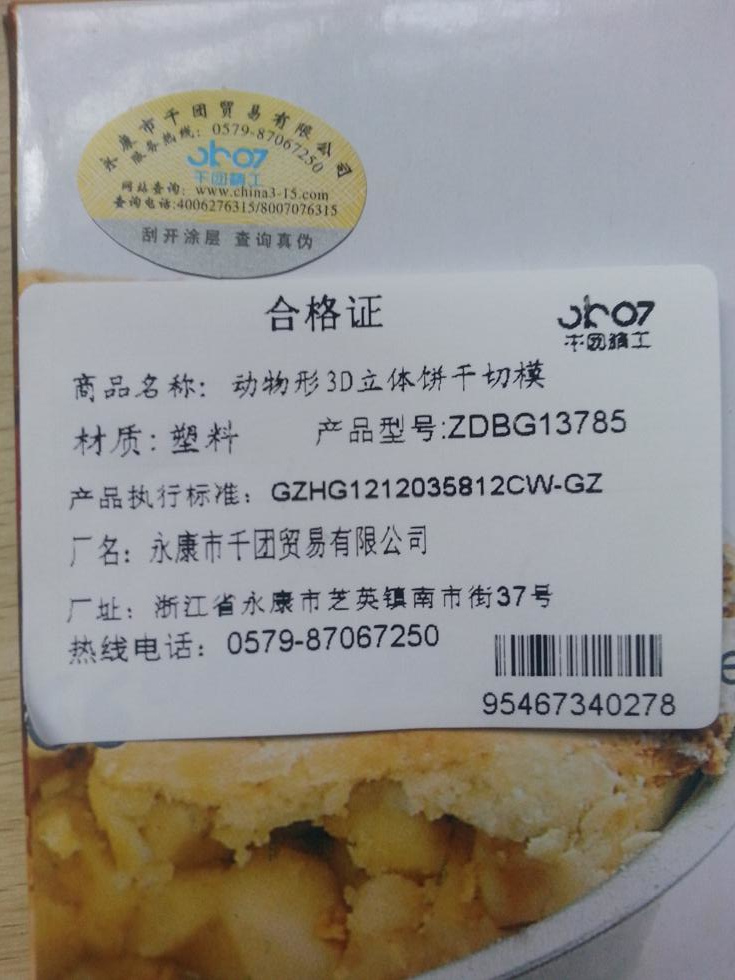 永康市千团贸易有限公司
服务热线：0579-87067250
千团精工
网站查询：www.china3-15.com
查询电话:4006276315/8007076315
刮开涂层 查询真伪
合格证
千团精工
商品名称：动物形3D立体饼干切模
材质：塑料 产品型号:ZDBG13785
产品执行标准：GZHG1212035812CW-GZ
厂名：永康市千团贸易有限公司
厂址：浙江省永康市芝英镇南市街37号
热线电话：0579-87067250
95467340278